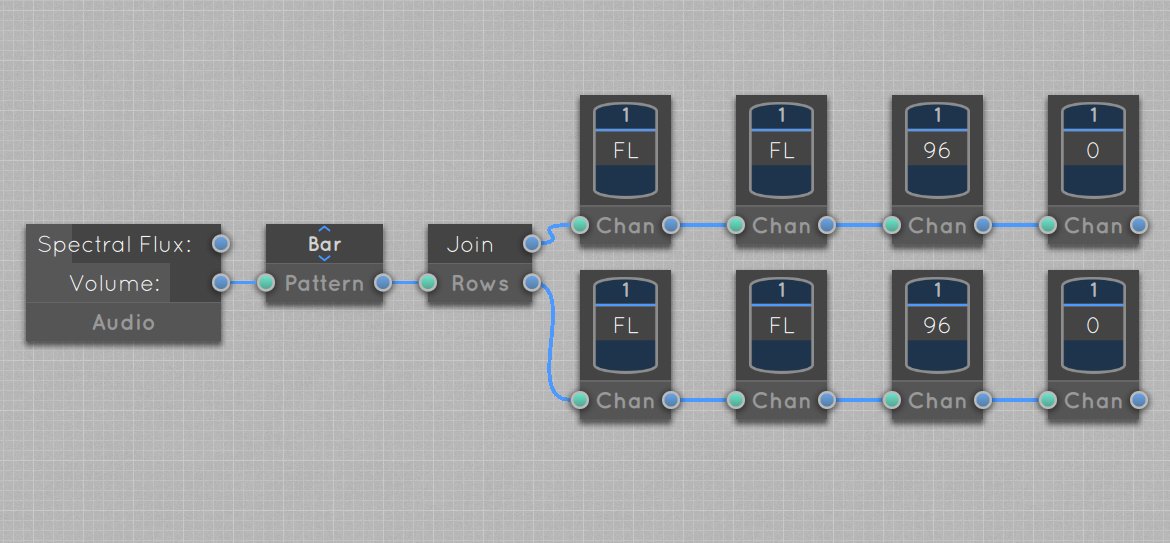 Spectral Flux:
Volume:
Audio
Bar
Pattern
Join
Rows
1
FL
Chan
1
FL
Chan
1
96
Chan
1
0
Chan
1
FL
Chan
1
FL
Chan
1
96
Chan
1
0
Chan